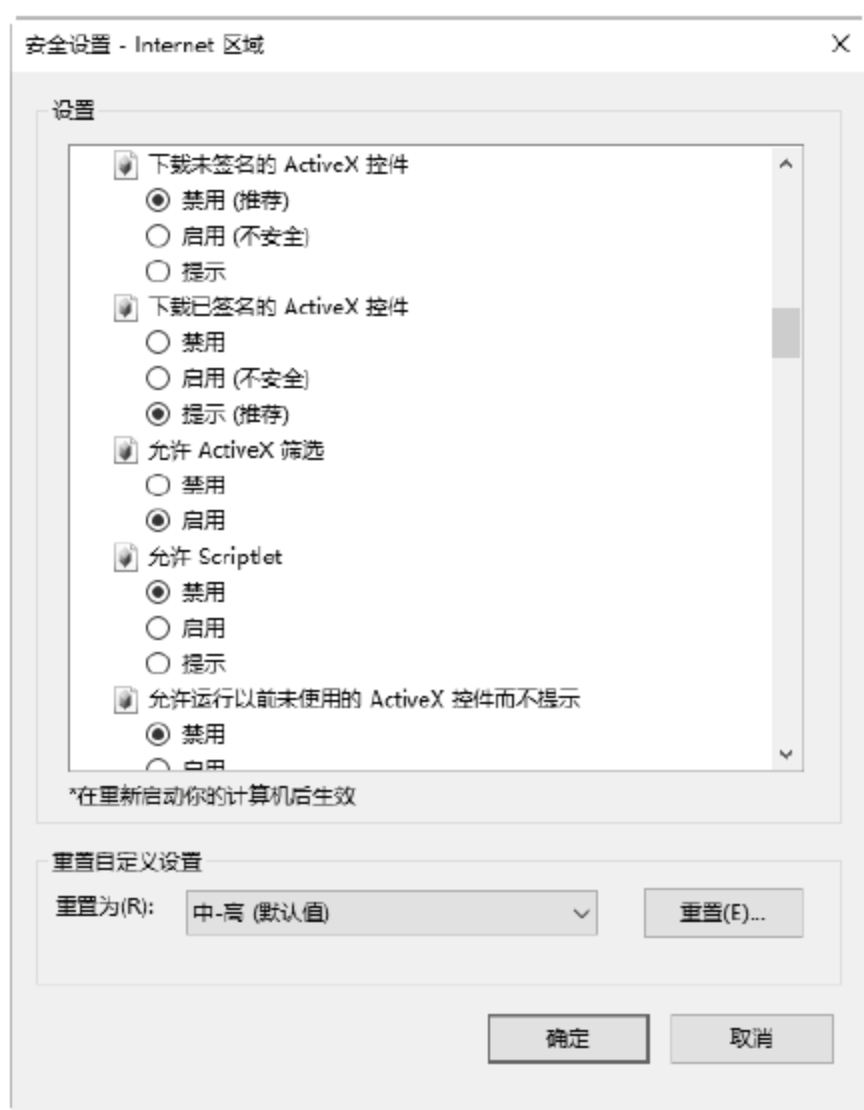 安全设置 - Internet 区域
设置
下载未签名的 ActiveX 控件
禁用 (推荐)
启用 (不安全)
提示
下载已签名的 ActiveX 控件
禁用
启用 (不安全)
提示 (推荐)
允许 ActiveX 筛选
禁用
启用
允许 Scriptlet
禁用
启用
提示
允许运行以前未使用的 ActiveX 控件而不提示
禁用
启用
*在重新启动你的计算机后生效
重置自定义设置
重置为(R):
中-高 (默认值)
重置(E)...
确定
取消